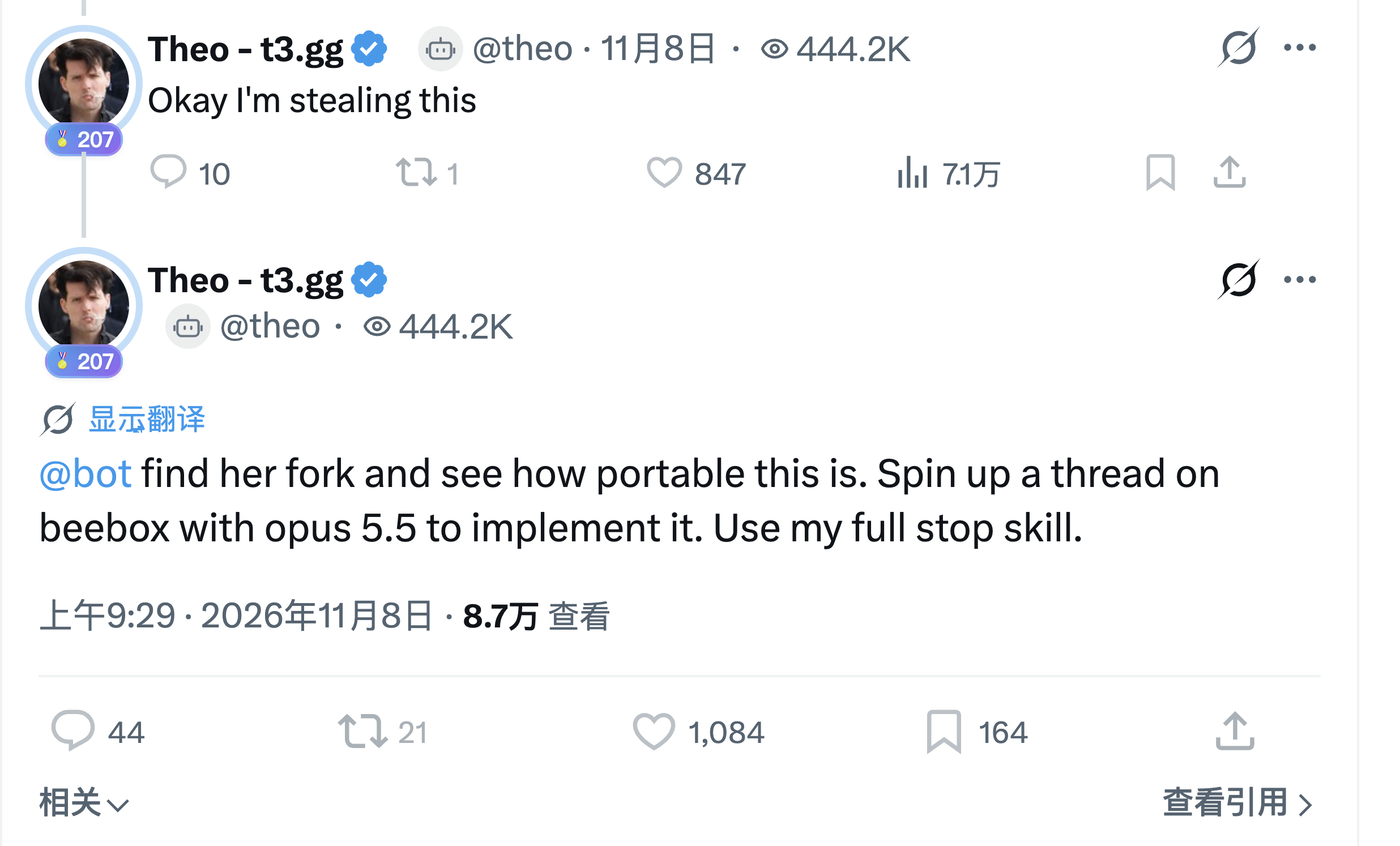 Theo - t3.gg @theo · 11月8日 · 444.2K
Okay I'm stealing this
207
10 1 847 7.1万
Theo - t3.gg
@theo · 444.2K
207
显示翻译
@bot find her fork and see how portable this is. Spin up a thread on
beebox with opus 5.5 to implement it. Use my full stop skill.
上午9:29 · 2026年11月8日 · 8.7万 查看
44 21 1,084 164
相关
查看引用